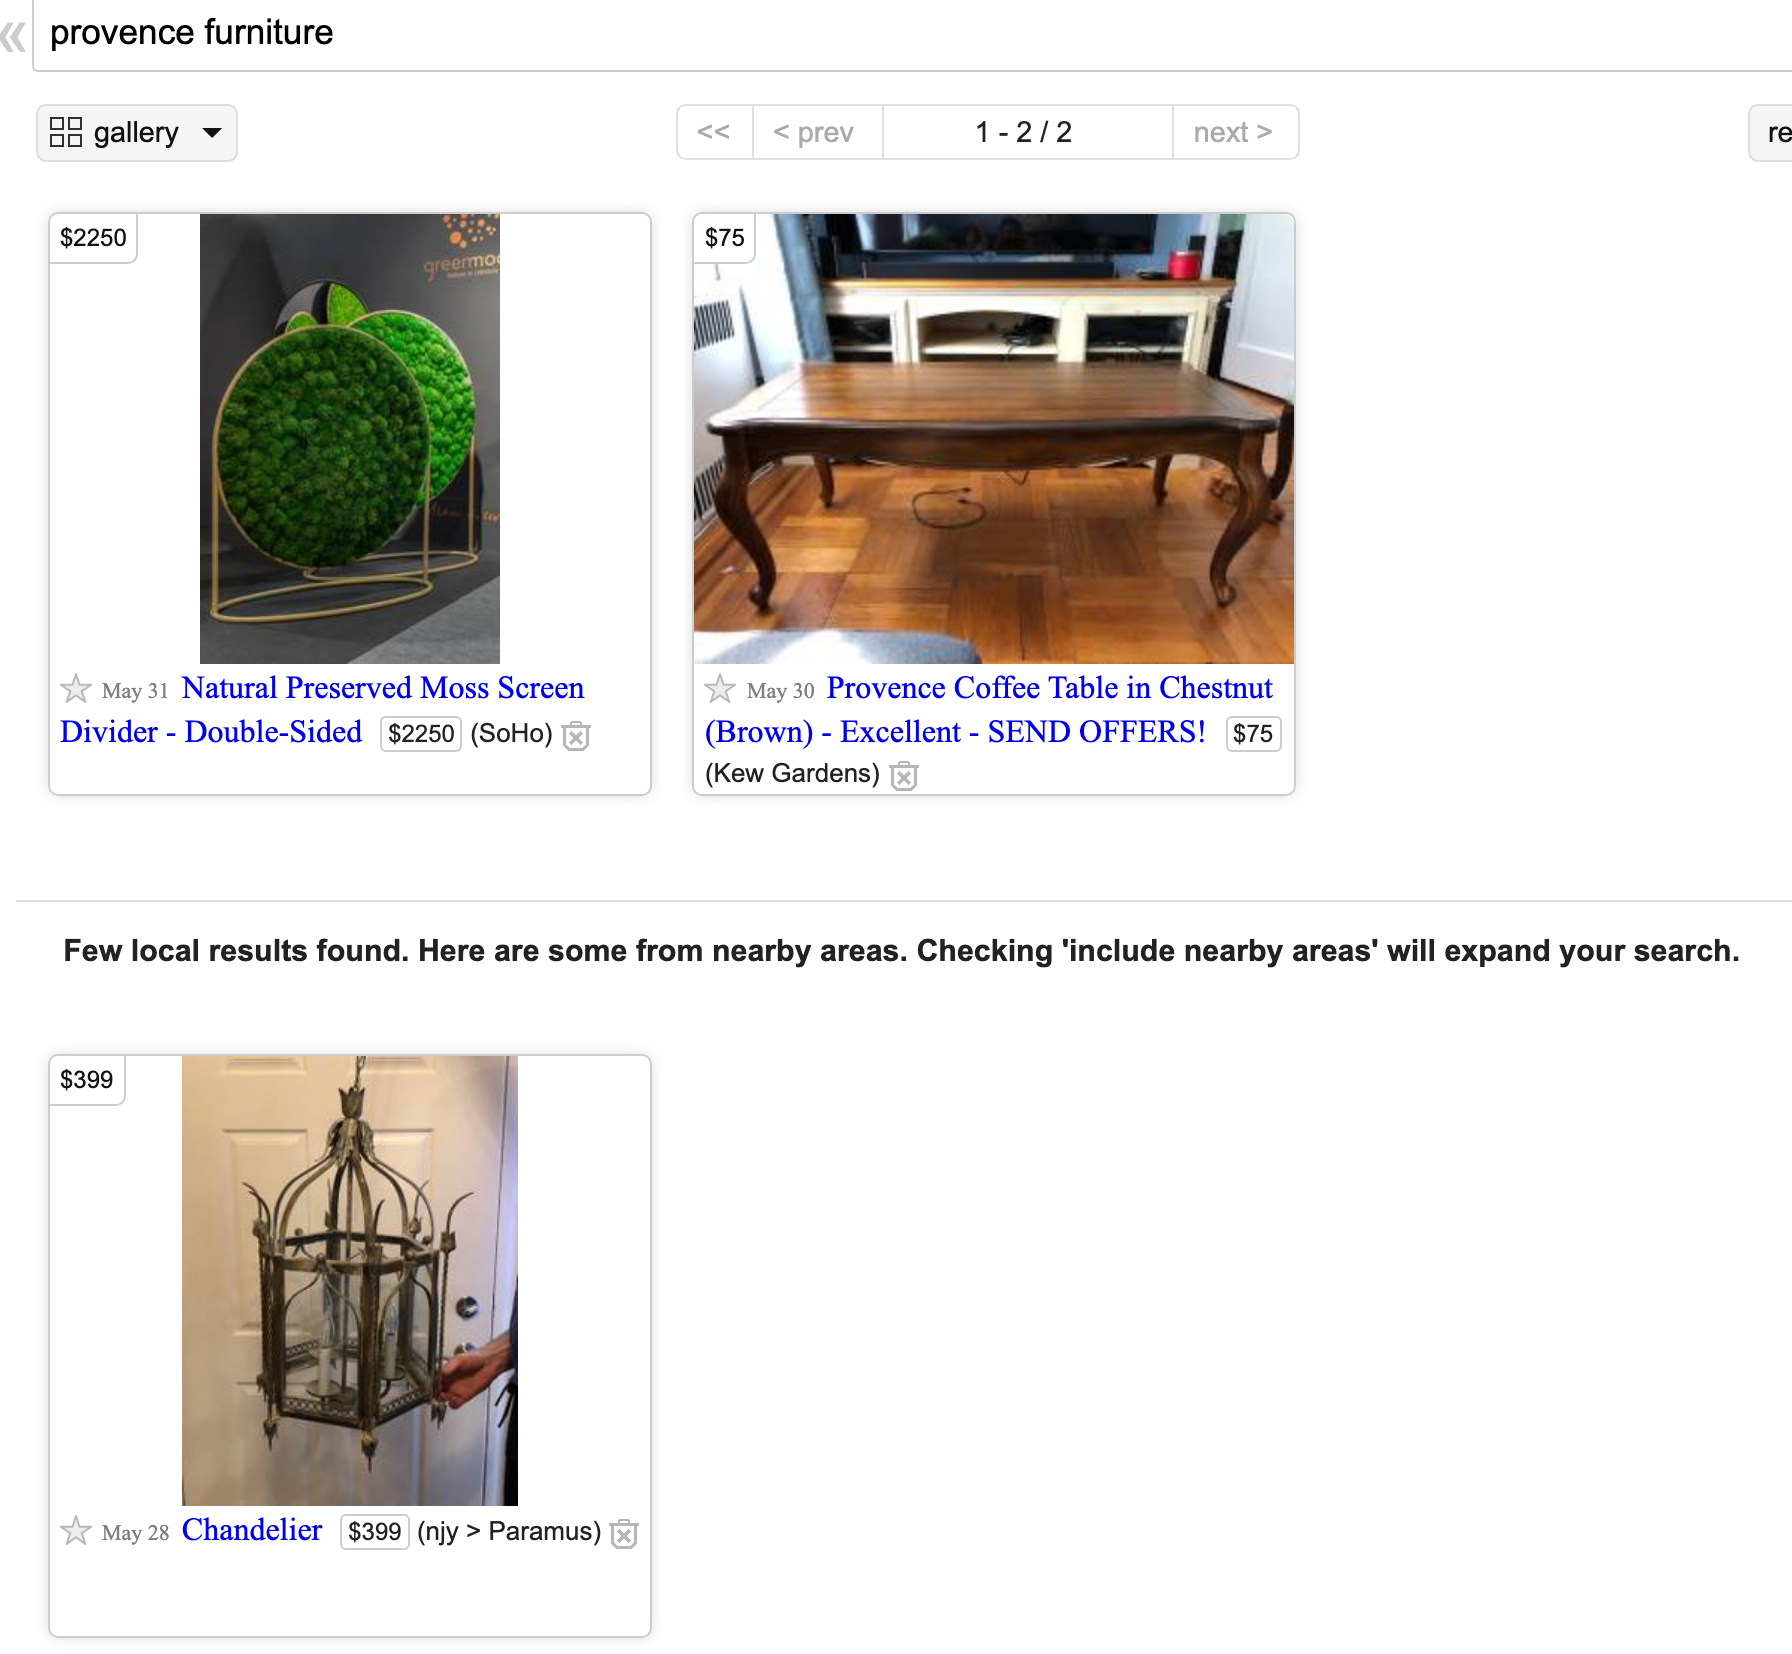 provence furniture
gallery
<<
< prev
1 - 2 / 2
next >
re
$2250
greenmoo
$75
May 31 Natural Preserved Moss Screen
Divider - Double-Sided $2250 (SoHo)
May 30 Provence Coffee Table in Chestnut
(Brown) - Excellent - SEND OFFERS! $75
(Kew Gardens)
Few local results found. Here are some from nearby areas. Checking 'include nearby areas' will expand your search.
$399
May 28 Chandelier $399 (njy > Paramus)